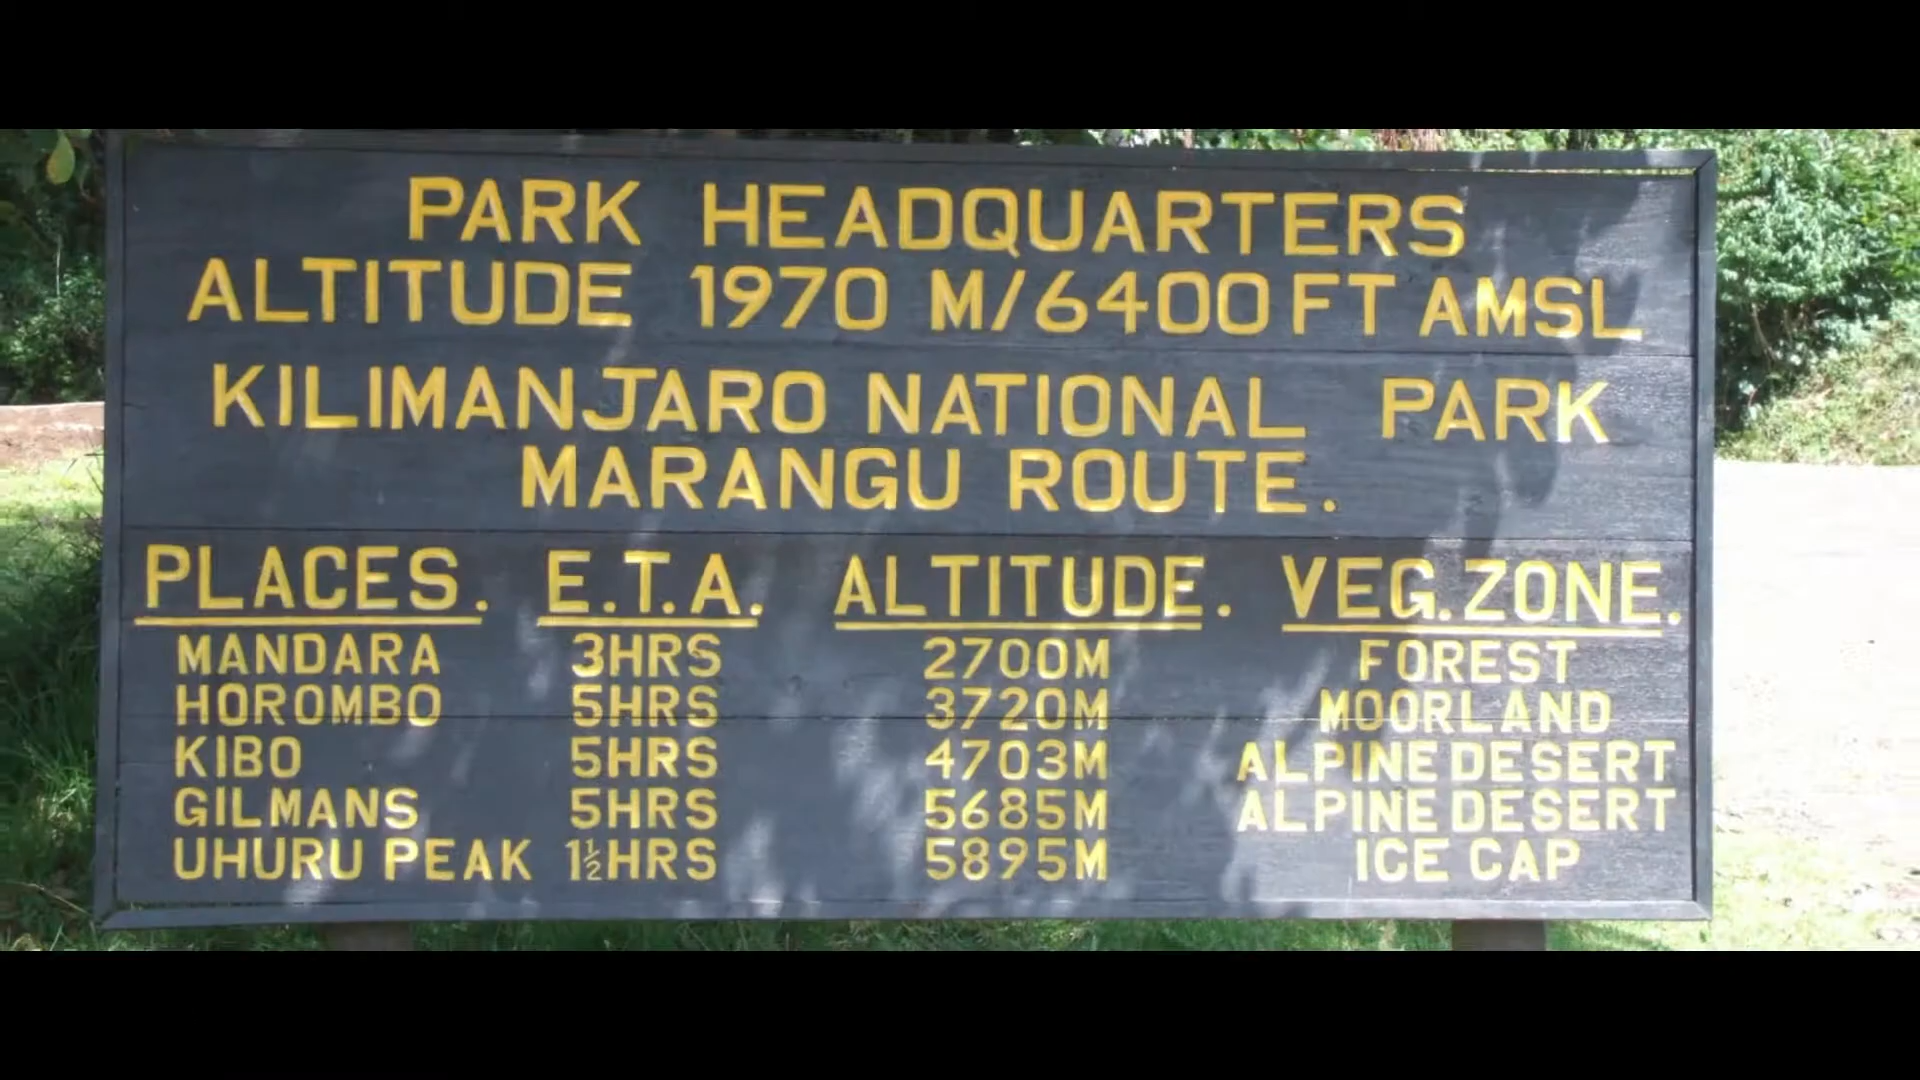 PARK HEADQUARTERS
ALTITUDE 1970 M/6400 FT AMSL
KILIMANJARO NATIONAL PARK
MARANGU ROUTE.
PLACES. E.T.A. ALTITUDE. VEG.ZONE.
MANDARA 3HRS 2700M FOREST
HOROMBO 5HRS 3720M MOORLAND
KIBO 5HRS 4703M ALPINE DESERT
GILMANS 5HRS 5685M ALPINE DESERT
UHURU PEAK 1½HRS 5895M ICE CAP